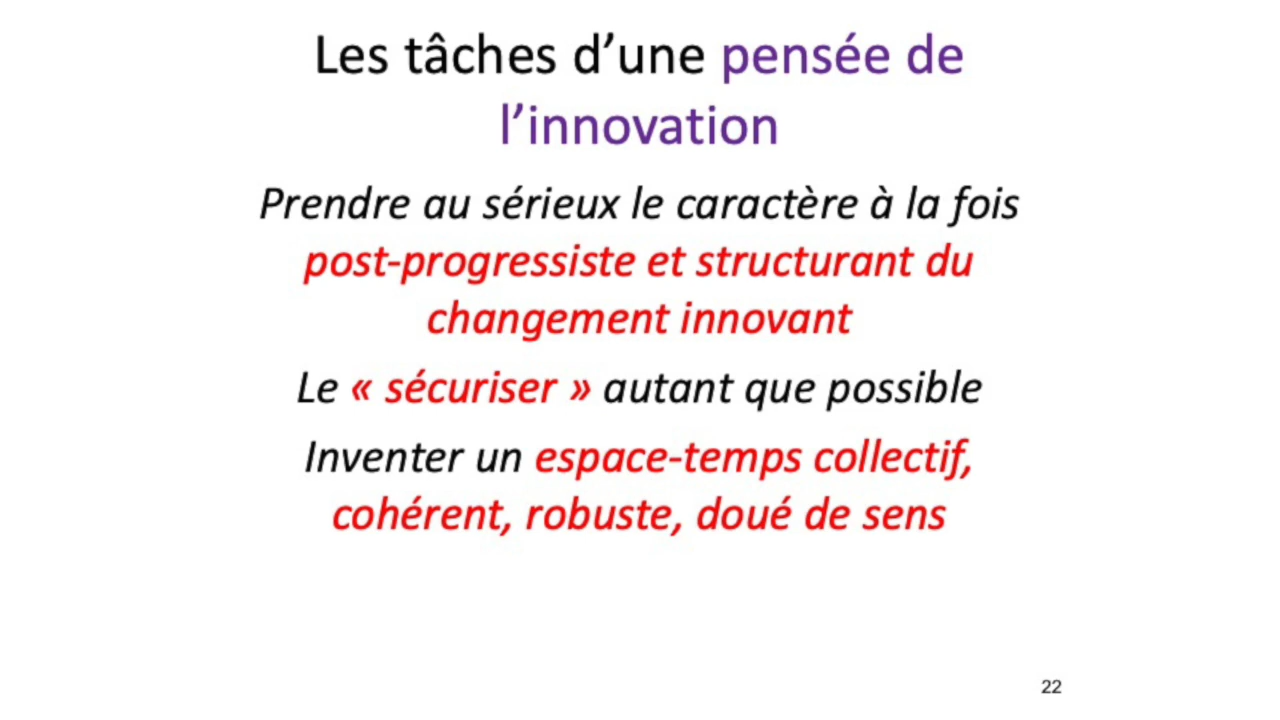 Les tâches d’une pensée de
l’innovation
Prendre au sérieux le caractère à la fois
post-progressiste et structurant du
changement innovant
Le « sécuriser » autant que possible
Inventer un espace-temps collectif,
cohérent, robuste, doué de sens
22